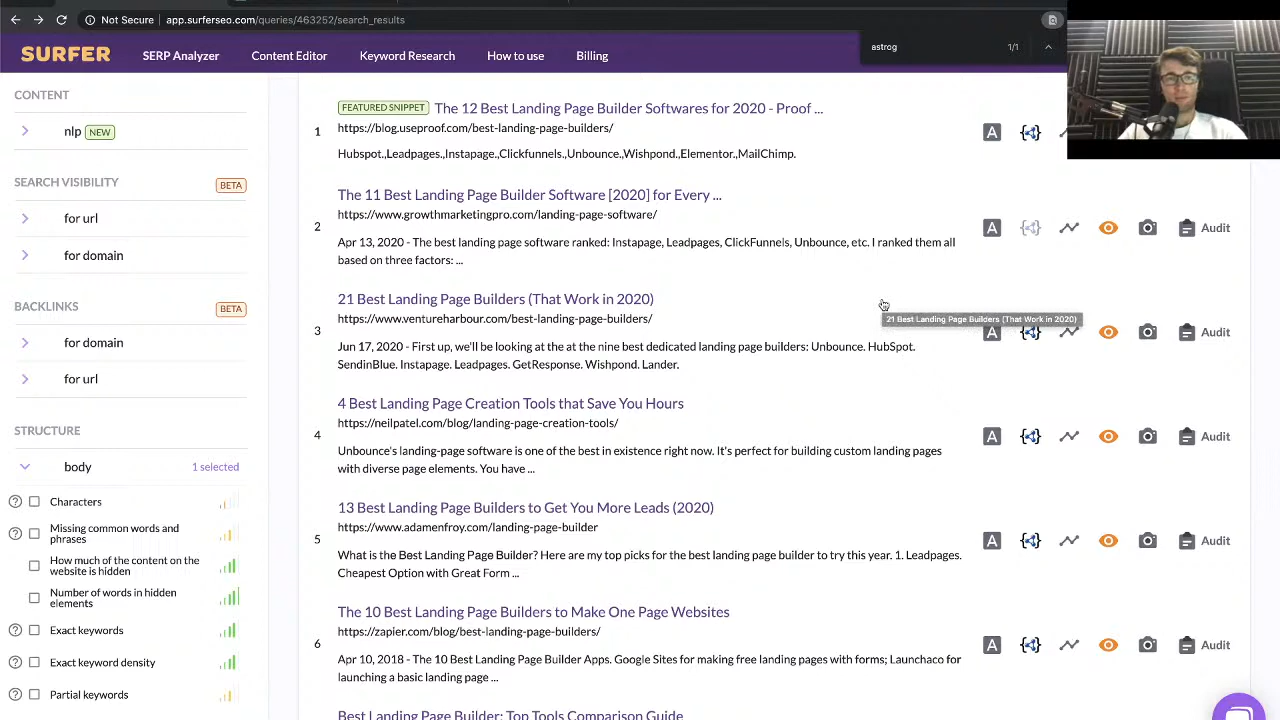 Not Secure | app.surferseo.com/queries/463252/search_results
SURFER
SERP Analyzer
Content Editor
Research
Billing
astrog
1/1
CONTENT
nlp NEW
SEARCH VISIBILITY BETA
for url
for domain
BACKLINKS BETA
for domain
for url
STRUCTURE
body 1 selected
Characters
Missing common words and
phrases
How much of the content on the
website is hidden
Number of words in hidden
elements
Exact keywords
Exact keyword density
Partial keywords
1
FEATURED SNIPPET The 12 Best Landing Page Builder Softwares for 2020 - Proof ...
Hubspot.,Leadpages.,Instapage.,Clickfunnels.,Unbounce.,Wishpond.,Elementor.,MailChimp.
2
The 11 Best Landing Page Builder Software [2020] for Every ...
https://www.growthmarketingpro.com/landing-page-software/
Apr 13, 2020 - The best landing page software ranked: Instapage, Leadpages, ClickFunnels, Unbounce, etc. I ranked them all
based on three factors: ...
Audit
3
21 Best Landing Page Builders (That Work in 2020)
https://www.ventureharbour.com/best-landing-page-builders/
21 Best Landing Page Builders (That Work in 2020)
2020 - First up, we'll be looking at the at the nine best dedicated landing page builders: Unbounce. HubSpot.
SendinBlue. Instapage. Leadpages. GetResponse. Wishpond. Lander.
Audit
4
4 Best Landing Page Creation Tools that Save You Hours
https://neilpatel.com/blog/landing-page-creation-tools/
Unbounce's landing page software is one of the best in existence right now. It's perfect for building custom landing pages
with diverse page elements. You have ...
Audit
5
13 Best Landing Page Builders to Get You More Leads (2020)
https://www.adamenfroy.com/landing-page-builder
What is the Best Landing Page Builder? Here are my top picks for the best landing page builder to try this year. 1. Leadpages.
Cheapest Option with Great Form ...
Audit
6
The 10 Best Landing Page Builders to Make One Page Websites
https://zapier.com/blog/best-landing-page-builders/
Apr 10, 2018 - The 10 Best Landing Page Builder Apps. Google Sites for making free landing pages with forms; Launchaco for
launching a basic landing page ...
Audit
Landing Page Builder:
Comparison Guide